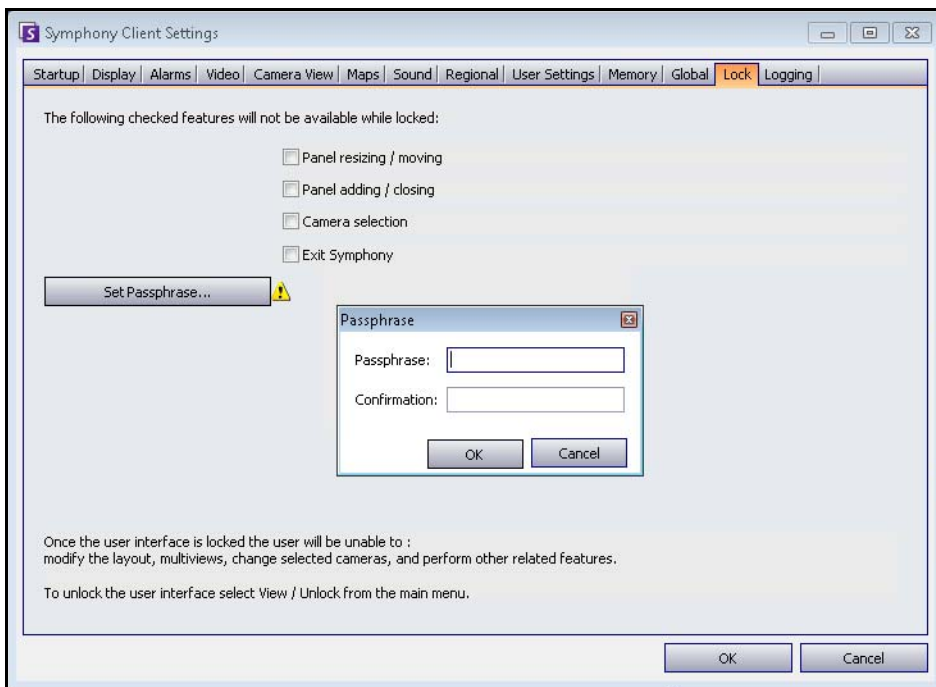 Symphony Client Settings
Startup Display Alarms Video Camera View Maps Sound Regional User Settings Memory Global Lock Logging
The following checked features will not be available while locked:
Panel resizing / moving
Panel adding / closing
Camera selection
Exit Symphony
Set Passphrase...
Passphrase
Passphrase:
Confirmation:
OK Cancel
Once the user interface is locked the user will be unable to :
modify the layout, multiviews, change selected cameras, and perform other related features.
To unlock the user interface select View / Unlock from the main menu.
OK Cancel